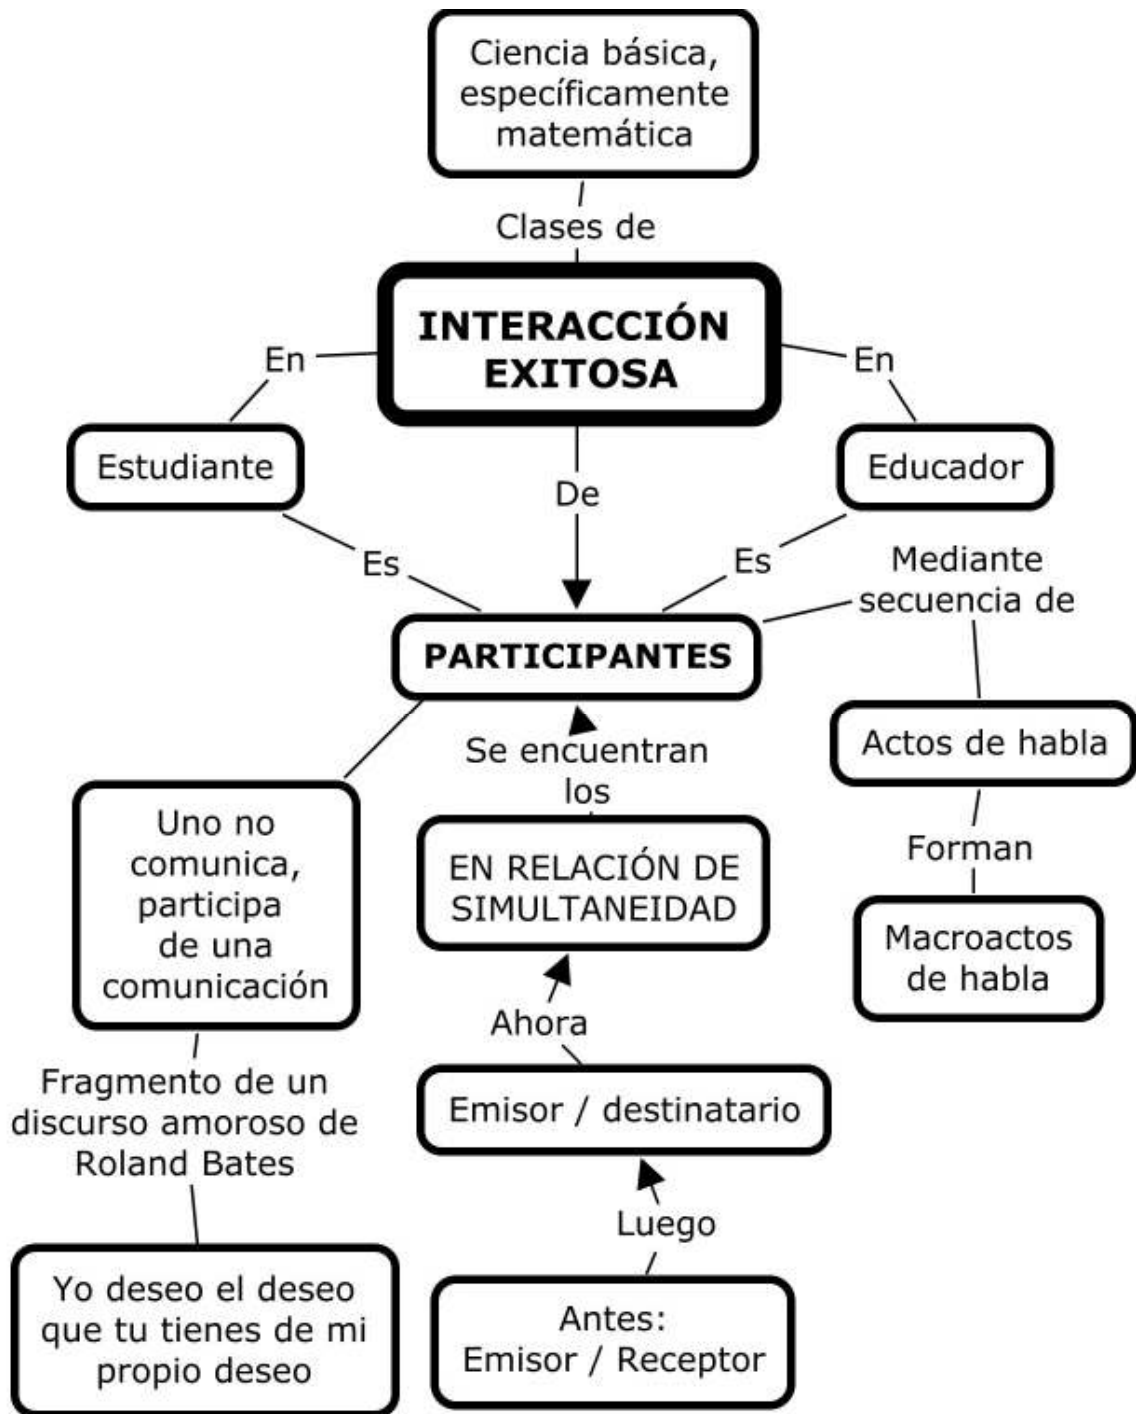 Ciencia básica,
específicamente
matemática
Clases de
INTERACCIÓN
EXITOSA
En
En
Estudiante
Educador
De
Es
Es
Mediante
secuencia de
PARTICIPANTES
Actos de habla
Se encuentran
los
Uno no
comunica,
participa
de una
comunicación
EN RELACIÓN DE
SIMULTANEIDAD
Forman
Macroactos
de habla
Ahora
Fragmento de un
discurso amoroso de
Roland Bates
Emisor / destinatario
Luego
Yo deseo el deseo
que tu tienes de mi
propio deseo
Antes:
Emisor / Receptor